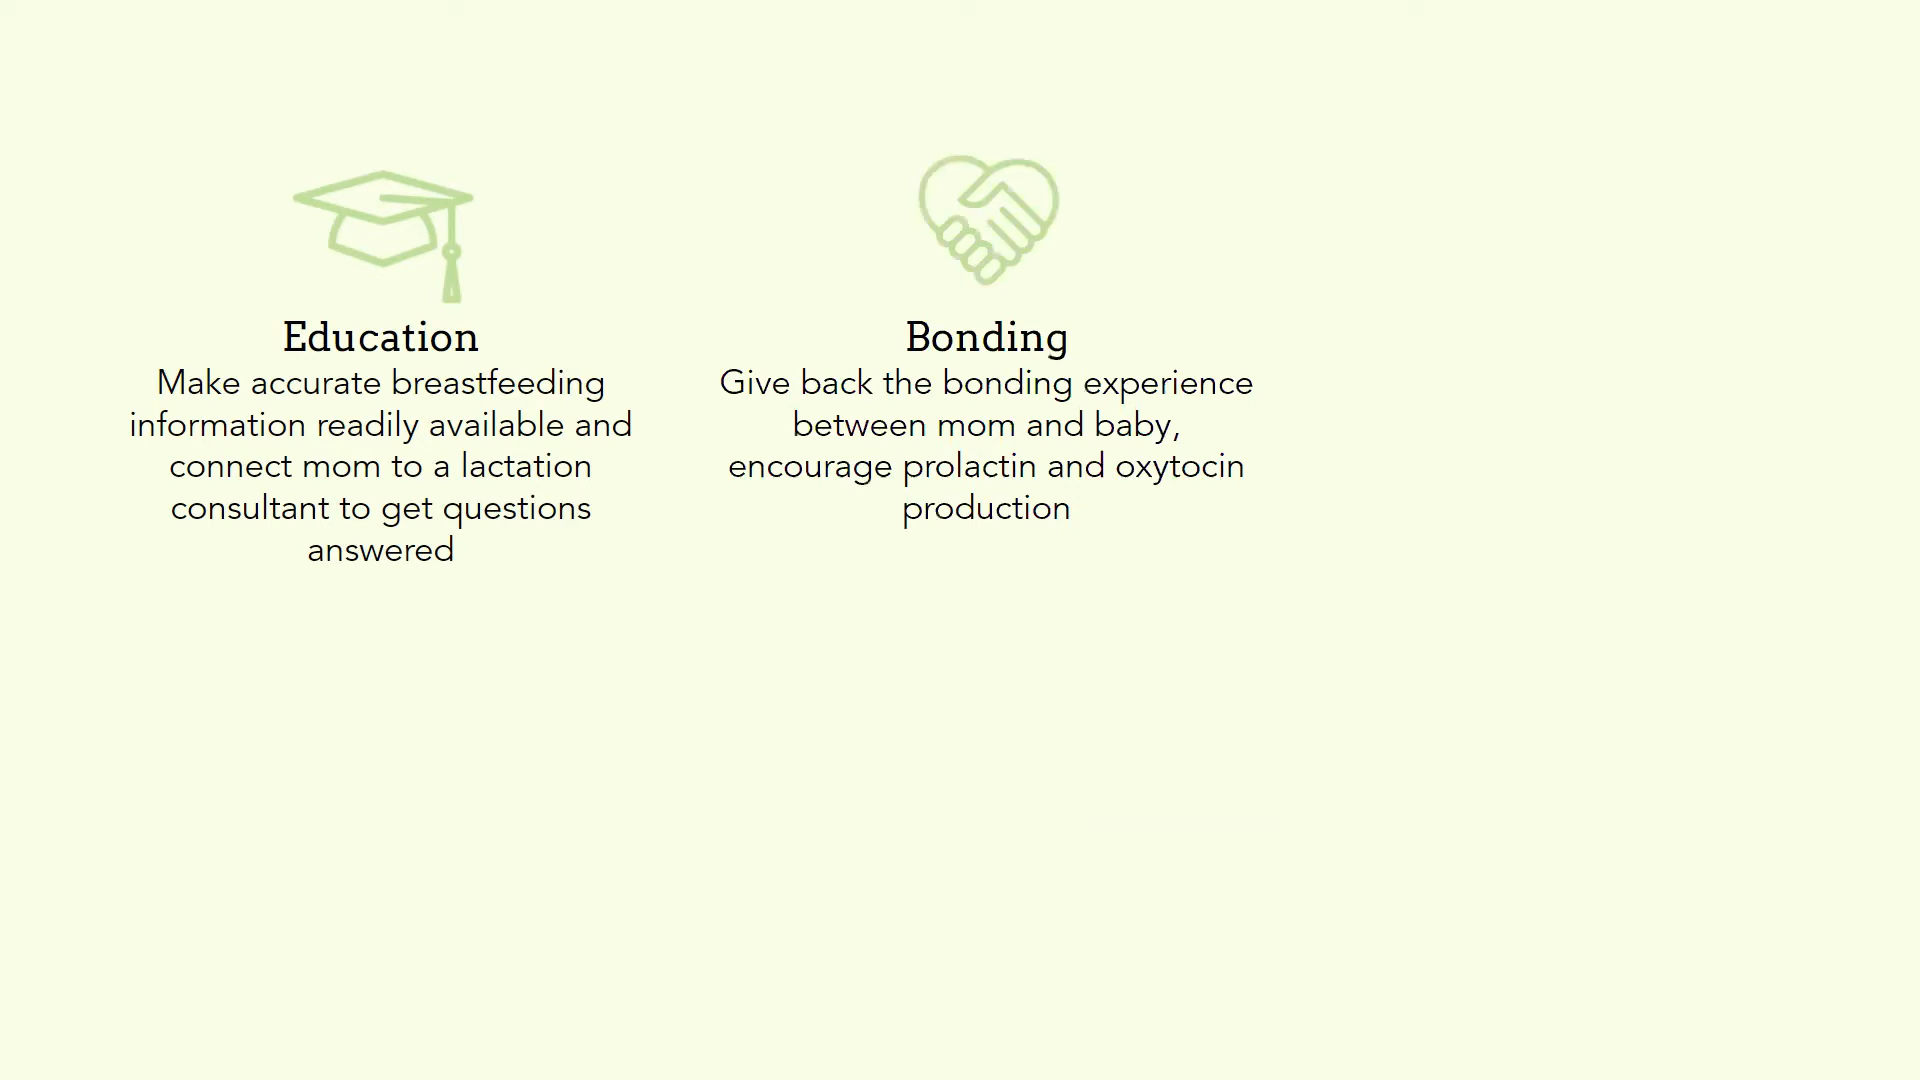 Education
Make accurate breastfeeding
information readily available and
connect mom to a lactation
consultant to get questions
answered
Bonding
Give back the bonding experience
between mom and baby,
encourage prolactin and oxytocin
production